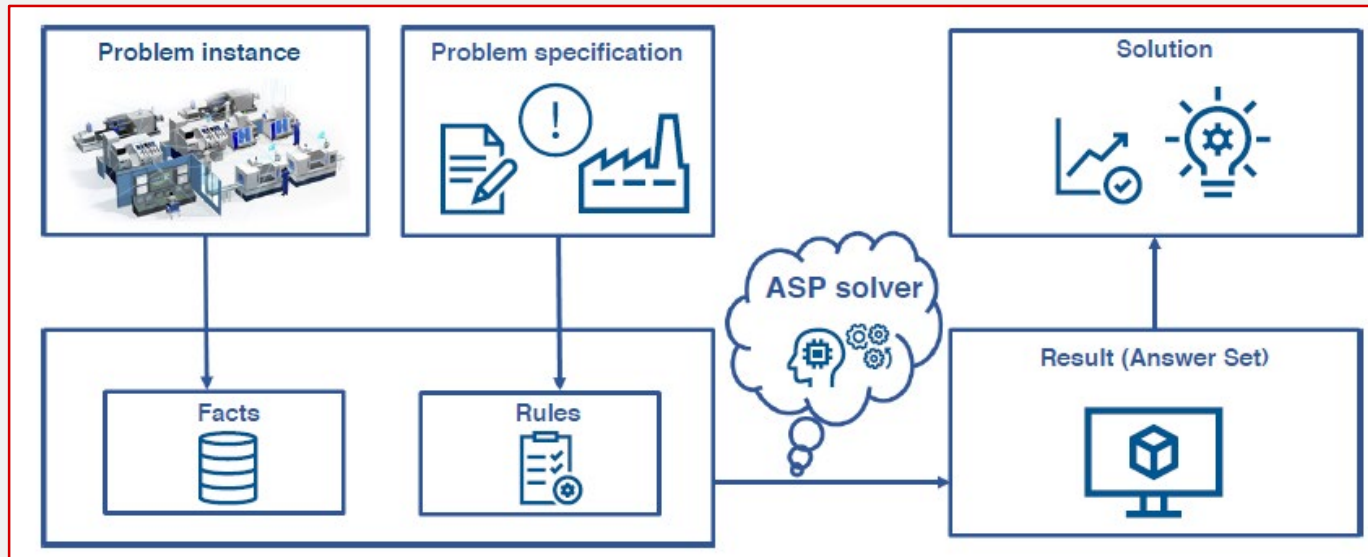 Problem instance
Problem specification
Solution
ASP solver
Facts
Rules
Result (Answer Set)